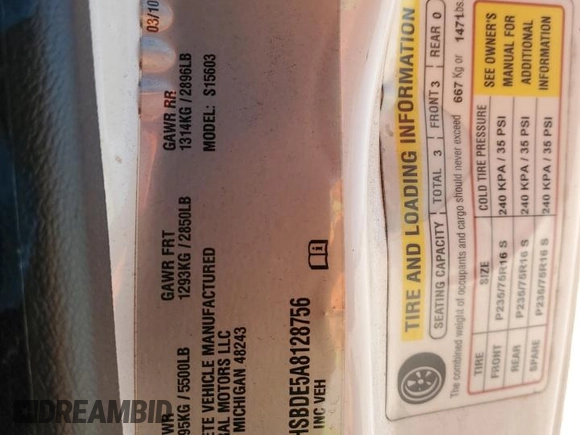 03/10
GAWR FRT GAWR RR
95KG / 5500LB 1293KG / 2850LB 1314KG / 2896LB
ETE VEHICLE MANUFACTURED MODEL: S15603
RAL MOTORS LLC
MICHIGAN 48243
HSBDE5A8128756
INC VEH
TIRE AND LOADING INFORMATION
SEATING CAPACITY TOTAL 3 FRONT 3 REAR 0
The combined weight of occupants and cargo should never exceed 667 Kg or 1471 Lbs.
TIRE SIZE COLD TIRE PRESSURE
FRONT P235/75R16 S 240 KPA / 35 PSI
REAR P235/75R16 S 240 KPA / 35 PSI
SPARE P235/75R16 S 240 KPA / 35 PSI
SEE OWNER'S
MANUAL FOR
ADDITIONAL
INFORMATION
DREAMBID